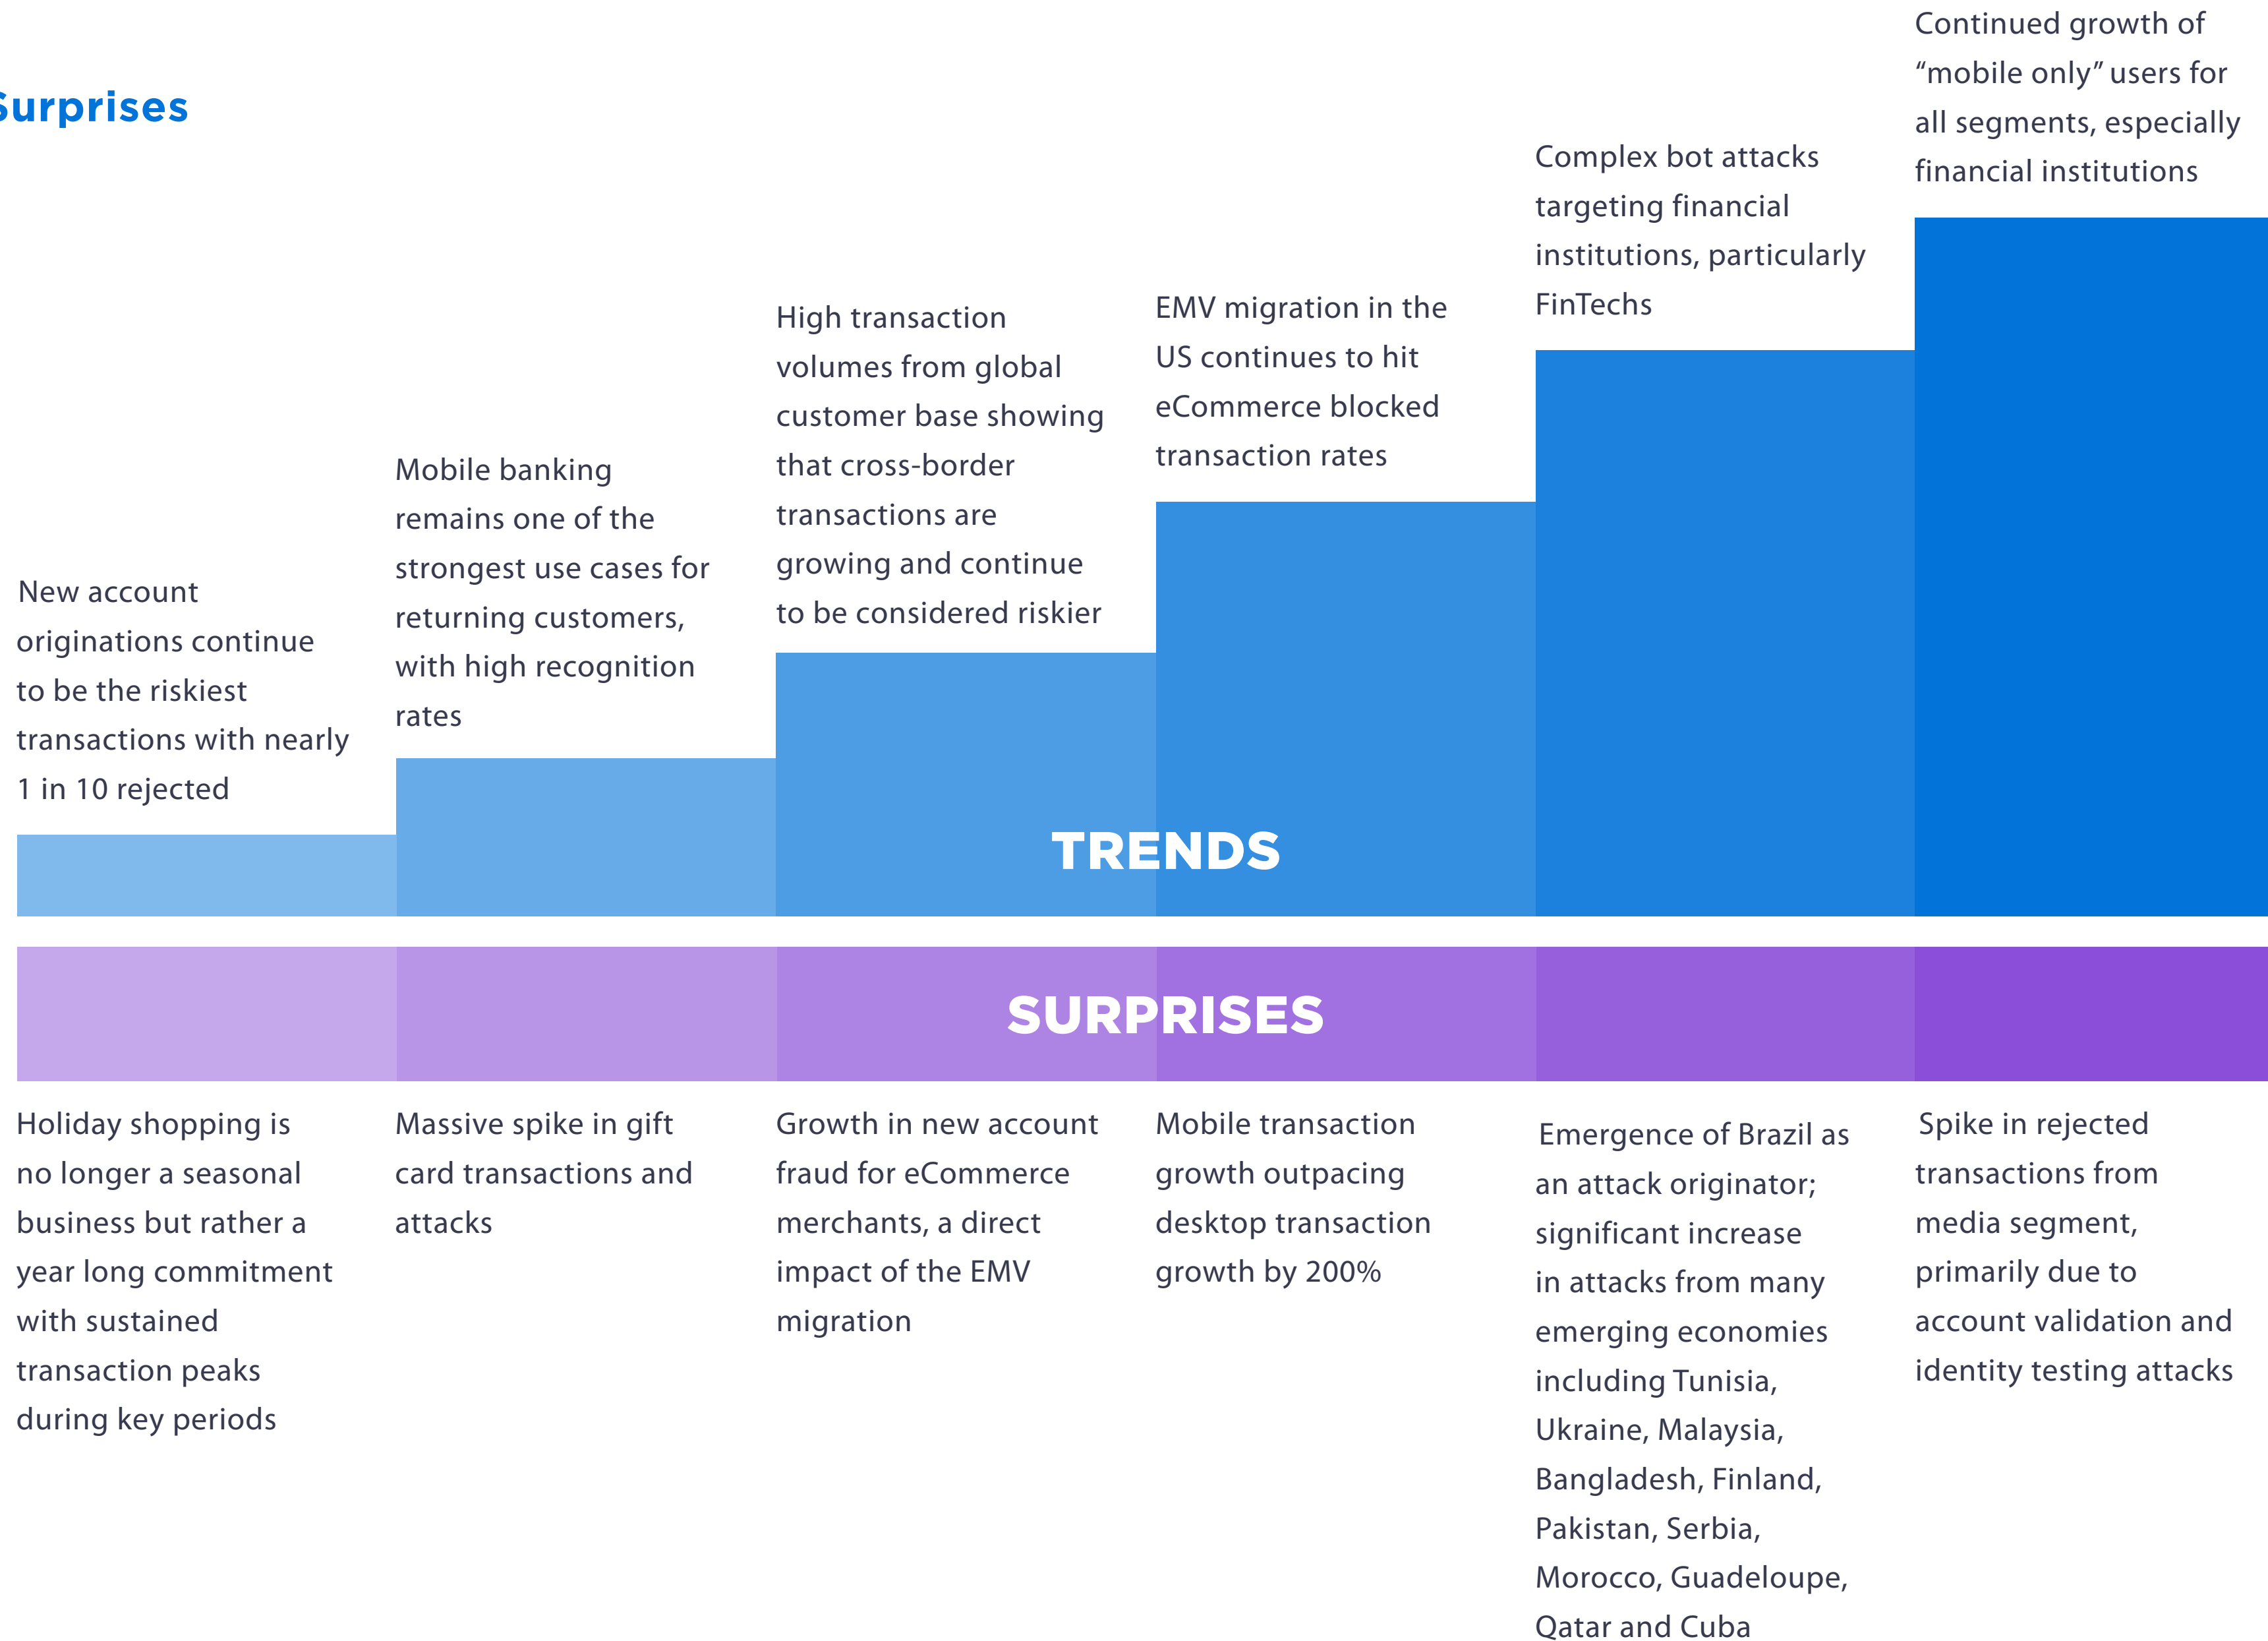 Surprises
New account
originations continue
to be the riskiest
transactions with nearly
1 in 10 rejected
Mobile banking
remains one of the
strongest use cases for
returning customers,
with high recognition
rates
High transaction
volumes from global
customer base showing
that cross-border
transactions are
growing and continue
to be considered riskier
EMV migration in the
US continues to hit
eCommerce blocked
transaction rates
Complex bot attacks
targeting financial
institutions, particularly
FinTechs
Continued growth of
“mobile only” users for
all segments, especially
financial institutions
TRENDS
SURPRISES
Holiday shopping is
no longer a seasonal
business but rather a
year long commitment
with sustained
transaction peaks
during key periods
Massive spike in gift
card transactions and
attacks
Growth in new account
fraud for eCommerce
merchants, a direct
impact of the EMV
migration
Mobile transaction
growth outpacing
desktop transaction
growth by 200%
Emergence of Brazil as
an attack originator;
significant increase
in attacks from many
emerging economies
including Tunisia,
Ukraine, Malaysia,
Bangladesh, Finland,
Pakistan, Serbia,
Morocco, Guadeloupe,
Qatar and Cuba
Spike in rejected
transactions from
media segment,
primarily due to
account validation and
identity testing attacks